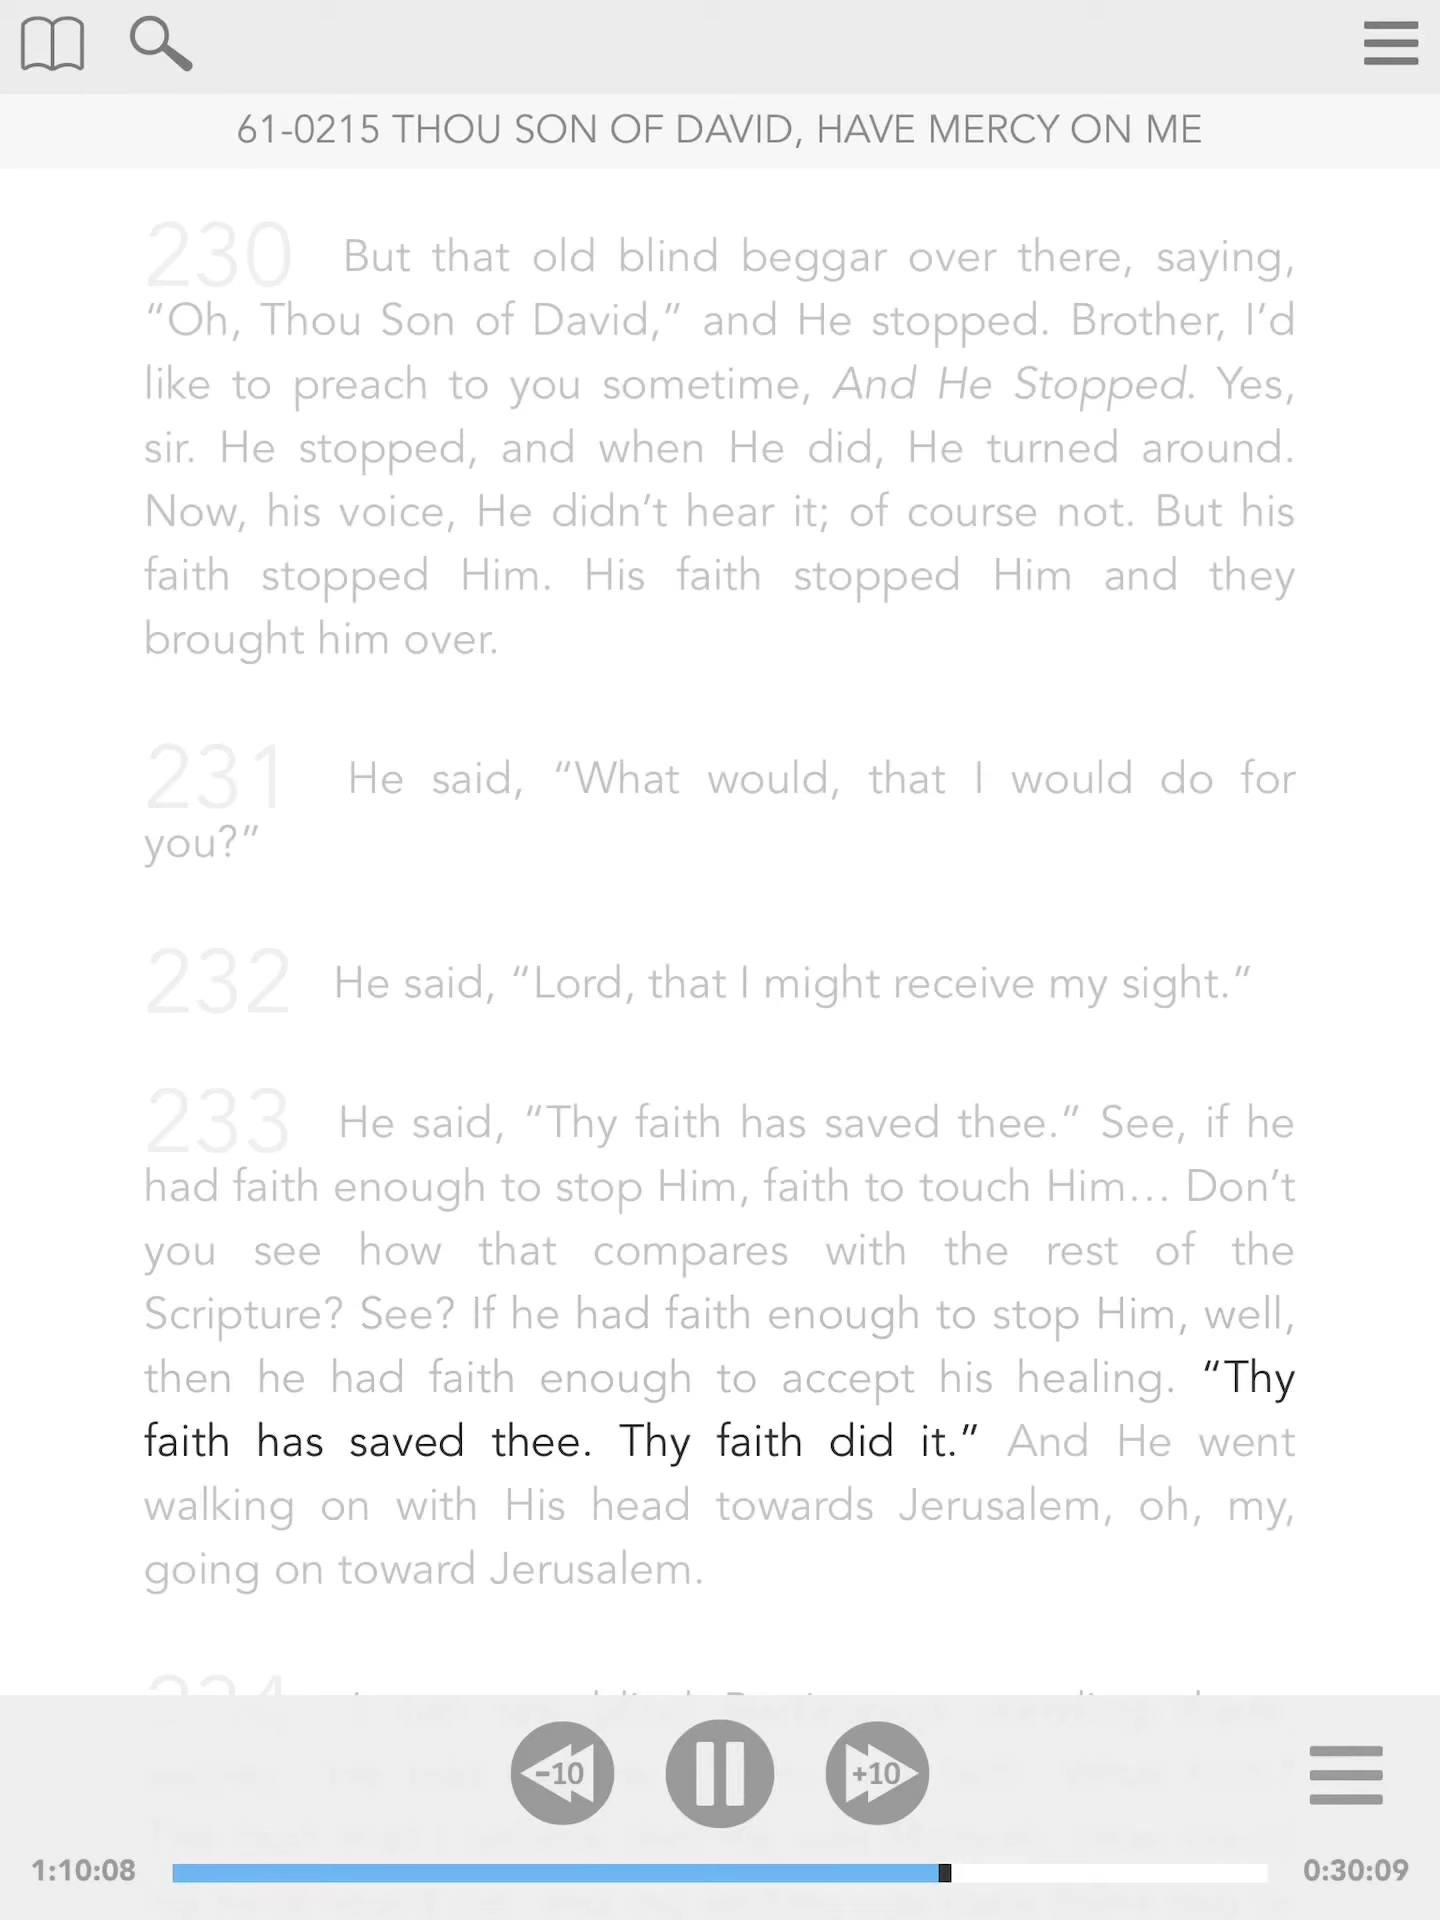 61-0215 THOU SON OF DAVID, HAVE MERCY ON ME
230 But that old blind beggar over there, saying,
“Oh, Thou Son of David,” and He stopped. Brother, I’d
like to preach to you sometime, And He Stopped. Yes,
sir. He stopped, and when He did, He turned around.
Now, his voice, He didn’t hear it; of course not. But his
faith stopped Him. His faith stopped Him and they
brought him over.
231 He said, “What would, that I would do for
you?”
232 He said, “Lord, that I might receive my sight.”
233 He said, “Thy faith has saved thee.” See, if he
had faith enough to stop Him, faith to touch Him… Don’t
you see how that compares with the rest of the
Scripture? See? If he had faith enough to stop Him, well,
then he had faith enough to accept his healing. “Thy
faith has saved thee. Thy faith did it.” And He went
walking on with His head towards Jerusalem, oh, my,
going on toward Jerusalem.
234
-10 +10
1:10:08 0:30:09